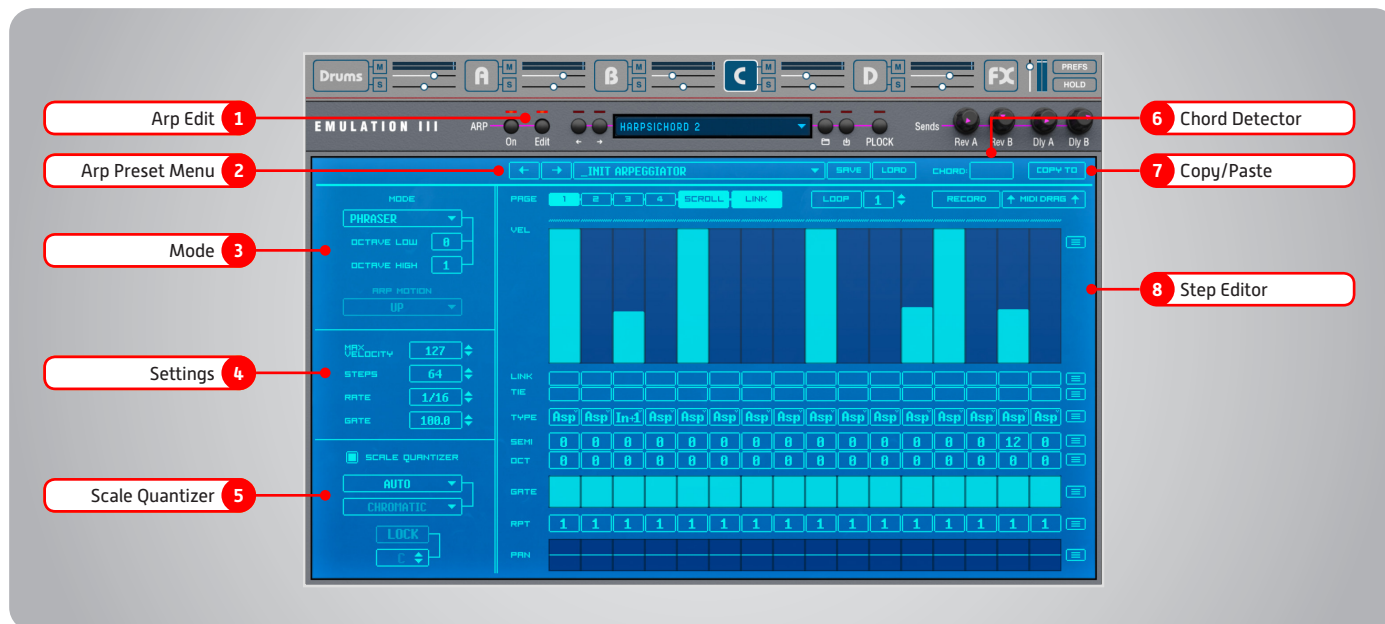 Drums M S A M S B M S C M S D M S FX PREFS HOLD
EMULATION III ARP On Edit ← → HARPSICHORD 2 PLOCK Sends Rev A Rev B Dly A Dly B
Arp Edit 1
6 Chord Detector
Arp Preset Menu 2
← → _INIT ARPEGGIATOR SAVE LOAD CHORD: COPY TO
7 Copy/Paste
MODE
PHRASER
OCTAVE LOW 0
OCTAVE HIGH 1
ARP MOTION
UP
Mode 3
PAGE 1 2 3 4 SCROLL LINK LOOP 1 RECORD ↑ MIDI DRAG ↑
VEL
8 Step Editor
MAX VELOCITY 127
STEPS 64
RATE 1/16
GATE 100.0
Settings 4
LINK
TIE
TYPE Asp Asp In+1 Asp Asp Asp Asp Asp Asp Asp Asp Asp Asp Asp Asp Asp
SEMI 0 0 0 0 0 0 0 0 0 0 0 0 0 0 12 0
OCT 0 0 0 0 0 0 0 0 0 0 0 0 0 0 0 0
GATE
RPT 1 1 1 1 1 1 1 1 1 1 1 1 1 1 1 1
PAN
SCALE QUANTIZER
AUTO
CHROMATIC
LOCK
C
Scale Quantizer 5